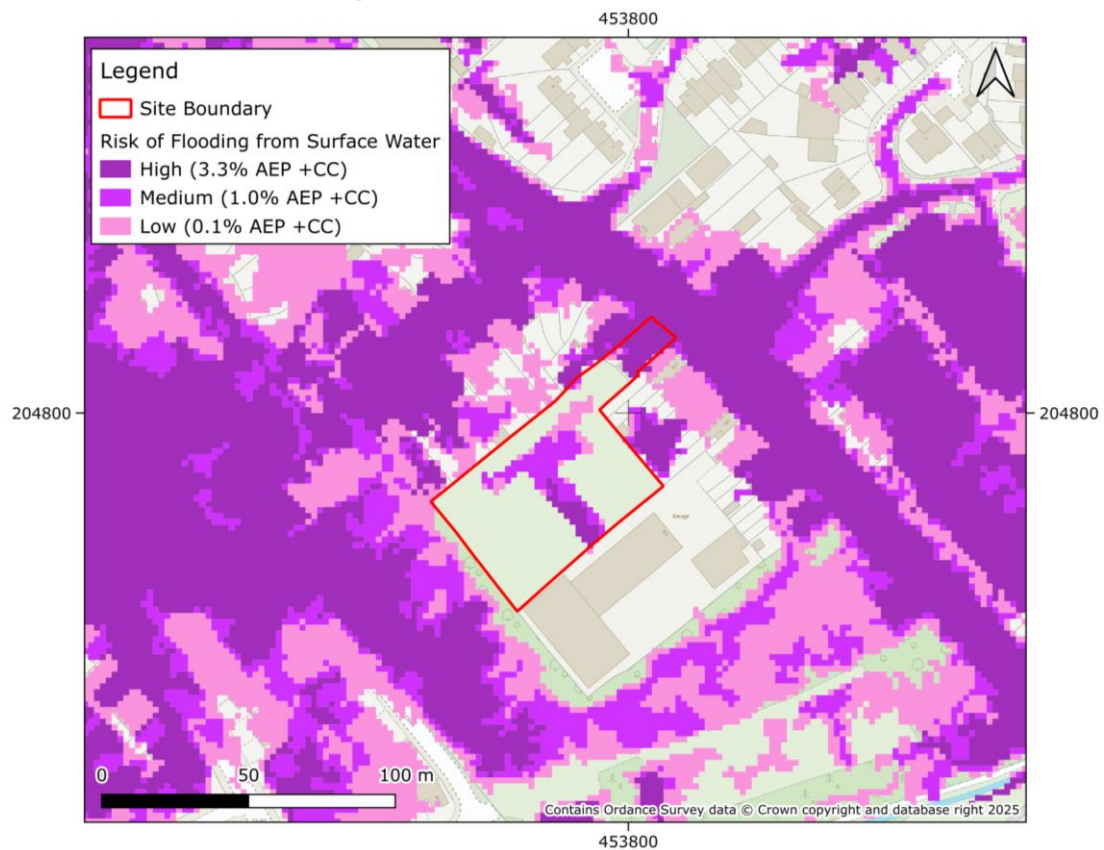 453800
Legend
Site Boundary
Risk of Flooding from Surface Water
High (3.3% AEP +CC)
Medium (1.0% AEP +CC)
Low (0.1% AEP +CC)
204800
204800
Garage
0 50 100 m
Contains Ordance Survey data © Crown copyright and database right 2025
453800